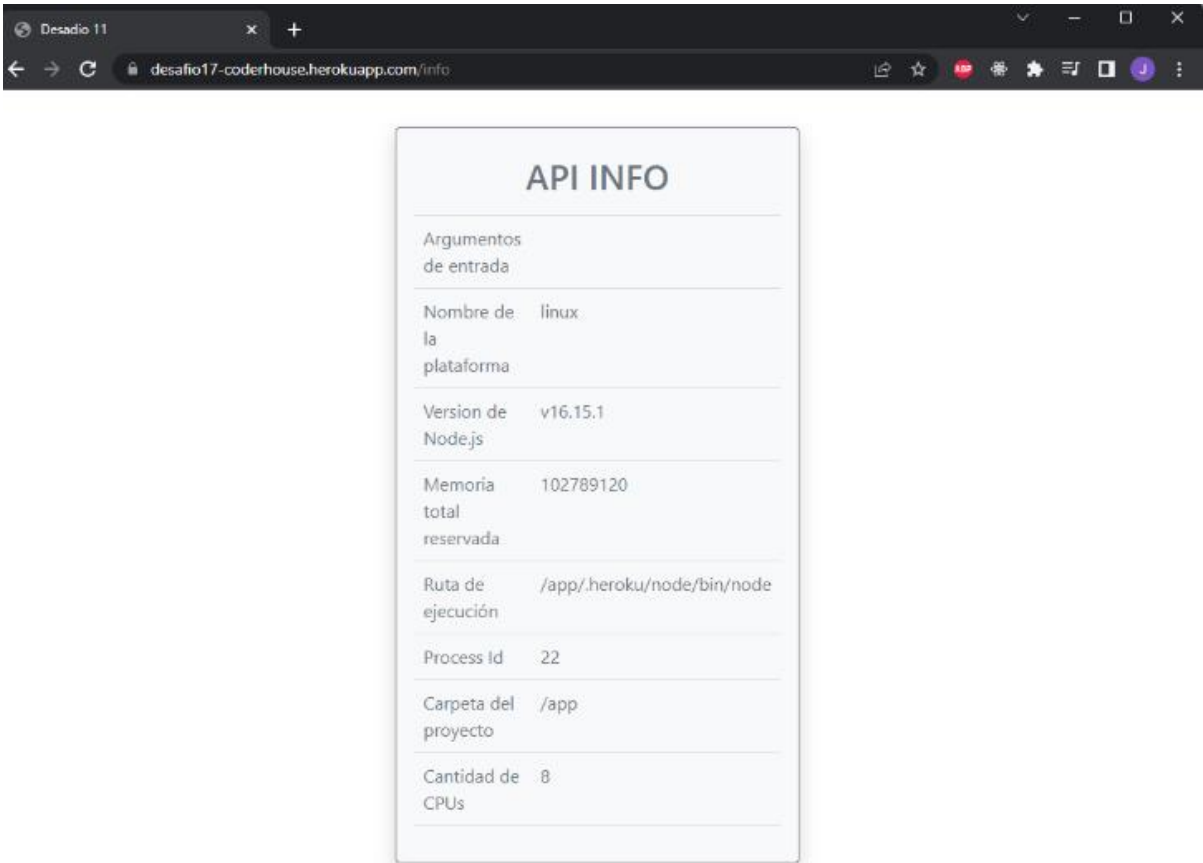 Desadio 11
desafio17-coderhouse.herokuapp.com/info
ABP
J
API INFO
Argumentos
de entrada
Nombre de linux
la
plataforma
Version de v16.15.1
Node.js
Memoria 102789120
total
reservada
Ruta de /app/.heroku/node/bin/node
ejecución
Process Id 22
Carpeta del /app
proyecto
Cantidad de 8
CPUs